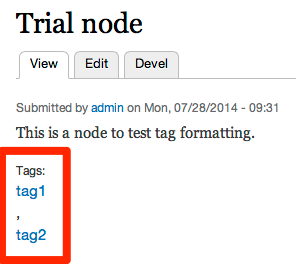 Trial node
View Edit Devel
Submitted by admin on Mon, 07/28/2014 - 09:31
This is a node to test tag formatting.
Tags:
tag1
,
tag2